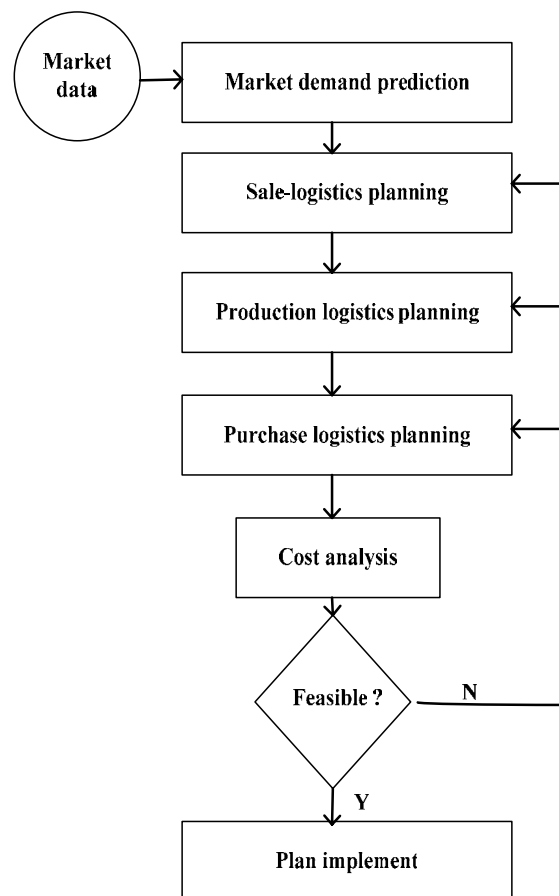 Market
data
Market demand prediction
Sale-logistics planning
Production logistics planning
Purchase logistics planning
Cost analysis
Feasible ?
N
Y
Plan implement